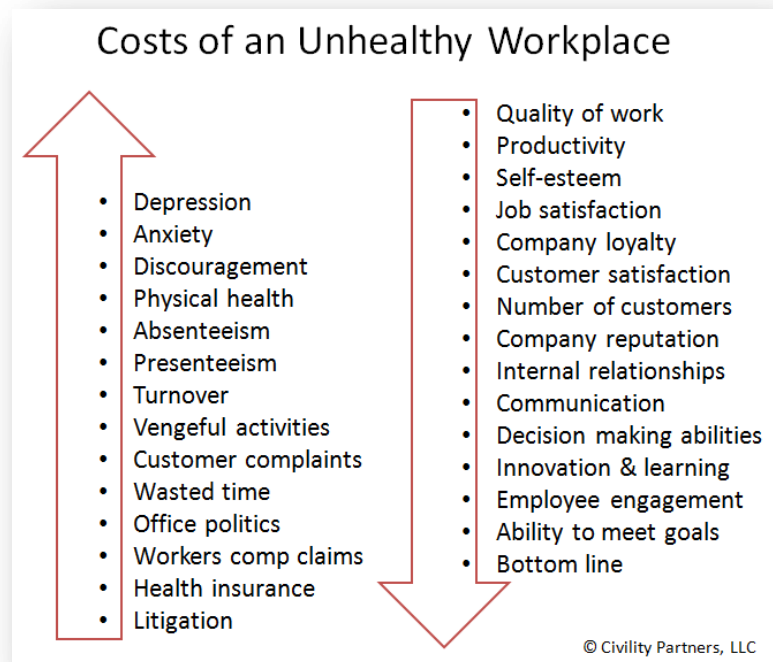 Costs of an Unhealthy Workplace
• Depression
• Anxiety
• Discouragement
• Physical health
• Absenteeism
• Presenteeism
• Turnover
• Vengeful activities
• Customer complaints
• Wasted time
• Office politics
• Workers comp claims
• Health insurance
• Litigation
• Quality of work
• Productivity
• Self-esteem
• Job satisfaction
• Company loyalty
• Customer satisfaction
• Number of customers
• Company reputation
• Internal relationships
• Communication
• Decision making abilities
• Innovation & learning
• Employee engagement
• Ability to meet goals
• Bottom line
© Civility Partners, LLC